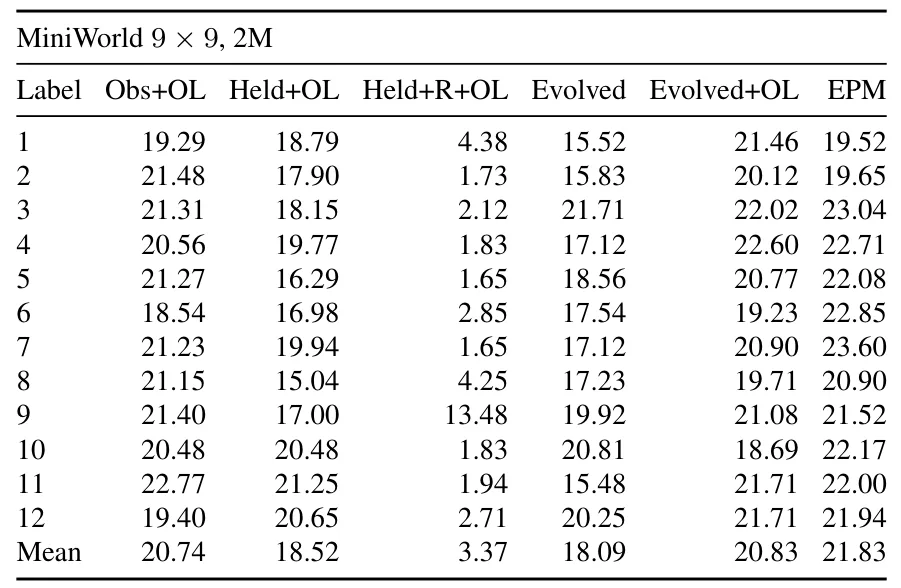 MiniWorld 9 × 9, 2M
Label Obs+OL Held+OL Held+R+OL Evolved Evolved+OL EPM
1 19.29 18.79 4.38 15.52 21.46 19.52
2 21.48 17.90 1.73 15.83 20.12 19.65
3 21.31 18.15 2.12 21.71 22.02 23.04
4 20.56 19.77 1.83 17.12 22.60 22.71
5 21.27 16.29 1.65 18.56 20.77 22.08
6 18.54 16.98 2.85 17.54 19.23 22.85
7 21.23 19.94 1.65 17.12 20.90 23.60
8 21.15 15.04 4.25 17.23 19.71 20.90
9 21.40 17.00 13.48 19.92 21.08 21.52
10 20.48 20.48 1.83 20.81 18.69 22.17
11 22.77 21.25 1.94 15.48 21.71 22.00
12 19.40 20.65 2.71 20.25 21.71 21.94
Mean 20.74 18.52 3.37 18.09 20.83 21.83